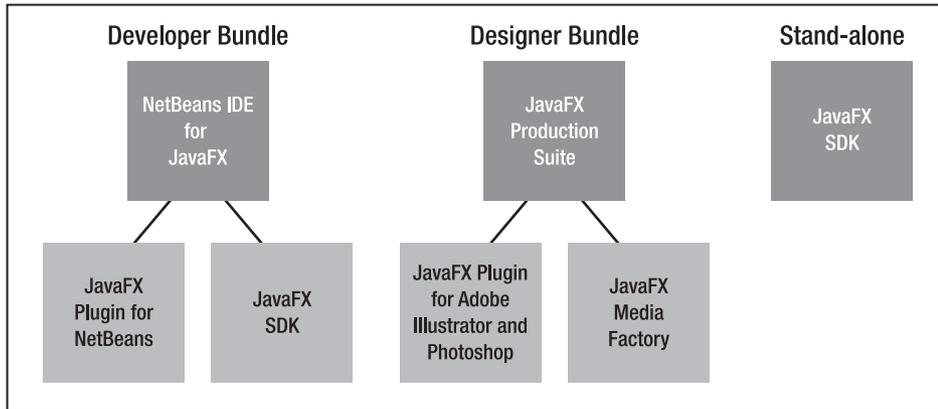 Developer Bundle
Designer Bundle
Stand-alone
NetBeans IDE
for
JavaFX
JavaFX
Production
Suite
JavaFX
SDK
JavaFX
Plugin for
NetBeans
JavaFX
SDK
JavaFX Plugin
for Adobe
Illustrator and
Photoshop
JavaFX
Media
Factory